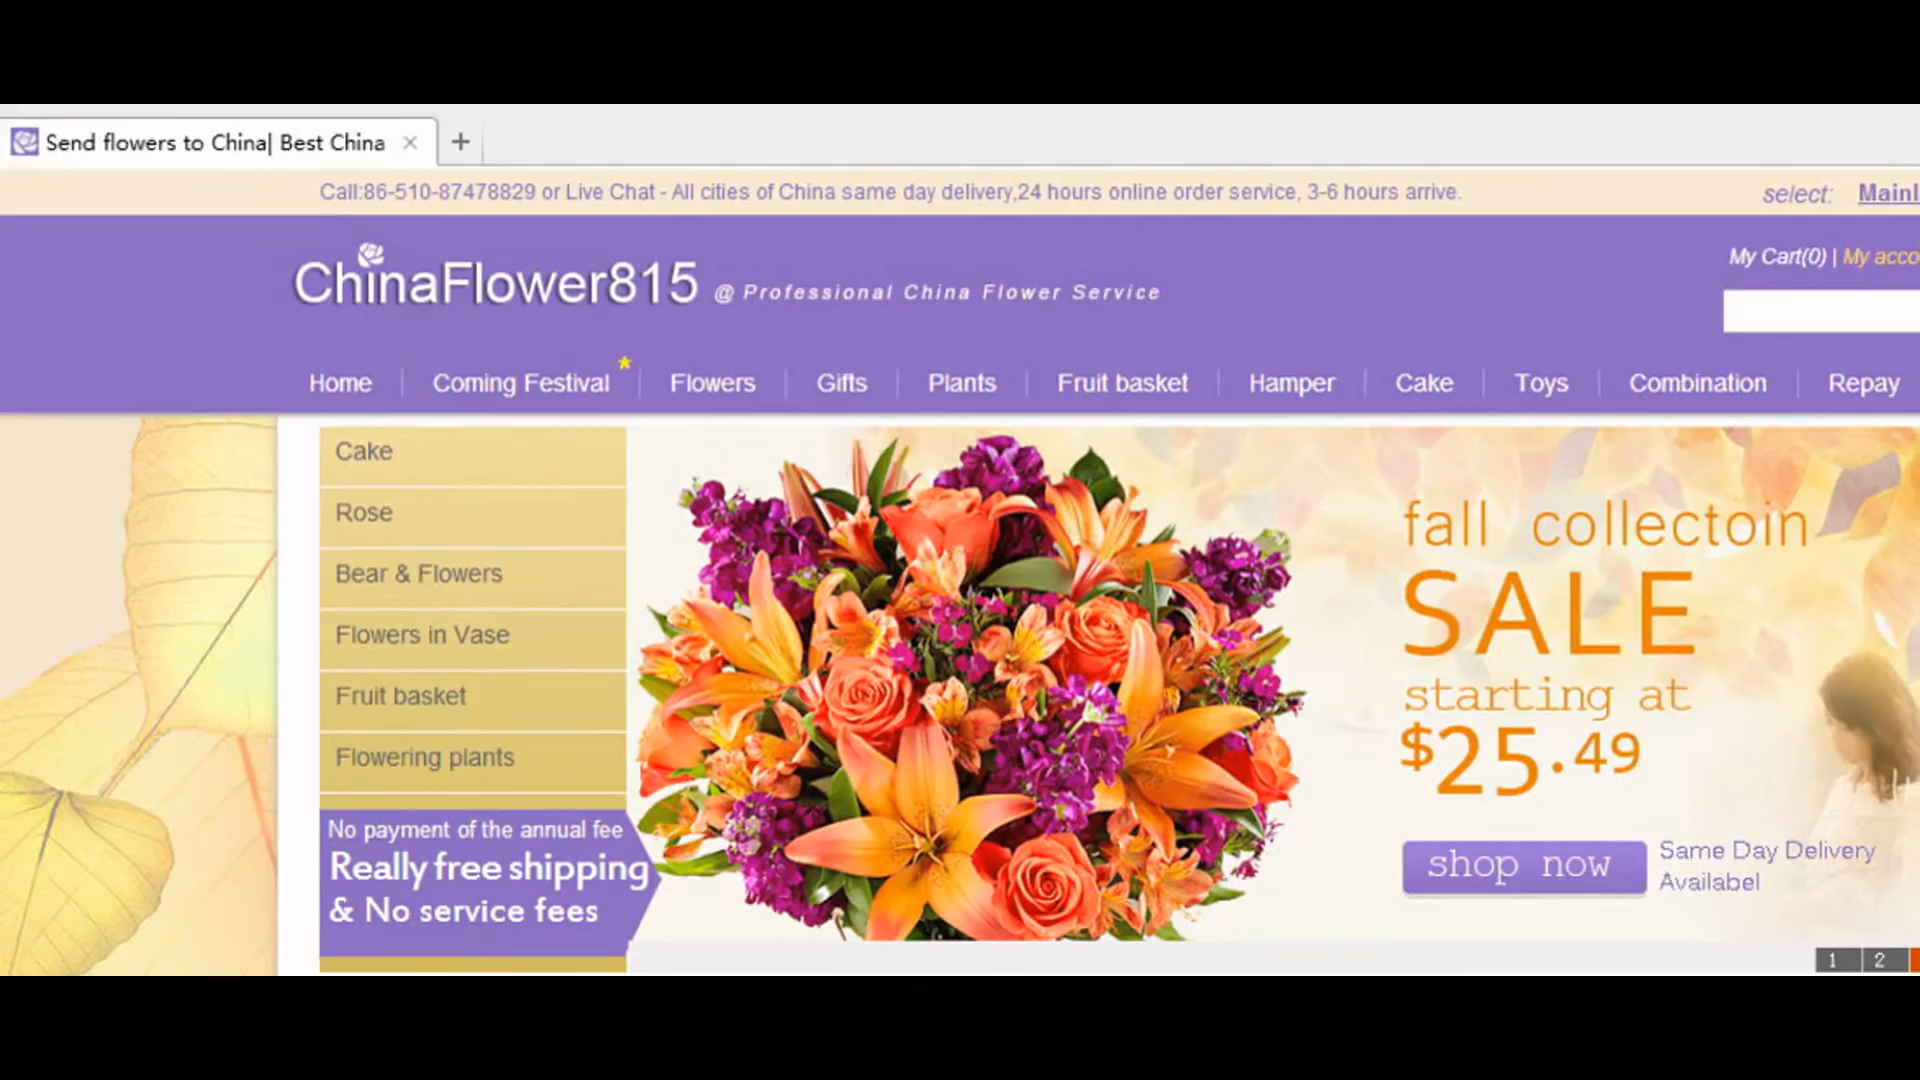 Send flowers to China| Best China
Call:86-510-87478829 or Live Chat - All cities of China same day delivery,24 hours online order service, 3-6 hours arrive.
select:
ChinaFlower815 @ Professional China Flower Service
My Cart(0) | My acco
Home
Coming Festival *
Flowers
Gifts
Plants
Fruit basket
Hamper
Cake
Toys
Combination
Repay
Cake
Rose
Bear & Flowers
Flowers in Vase
Fruit basket
Flowering plants
No payment of the annual fee
Really free shipping
& No service fees
fall collectoin
SALE
starting at
$25.49
shop now
Same Day Delivery
Availabel
1 2